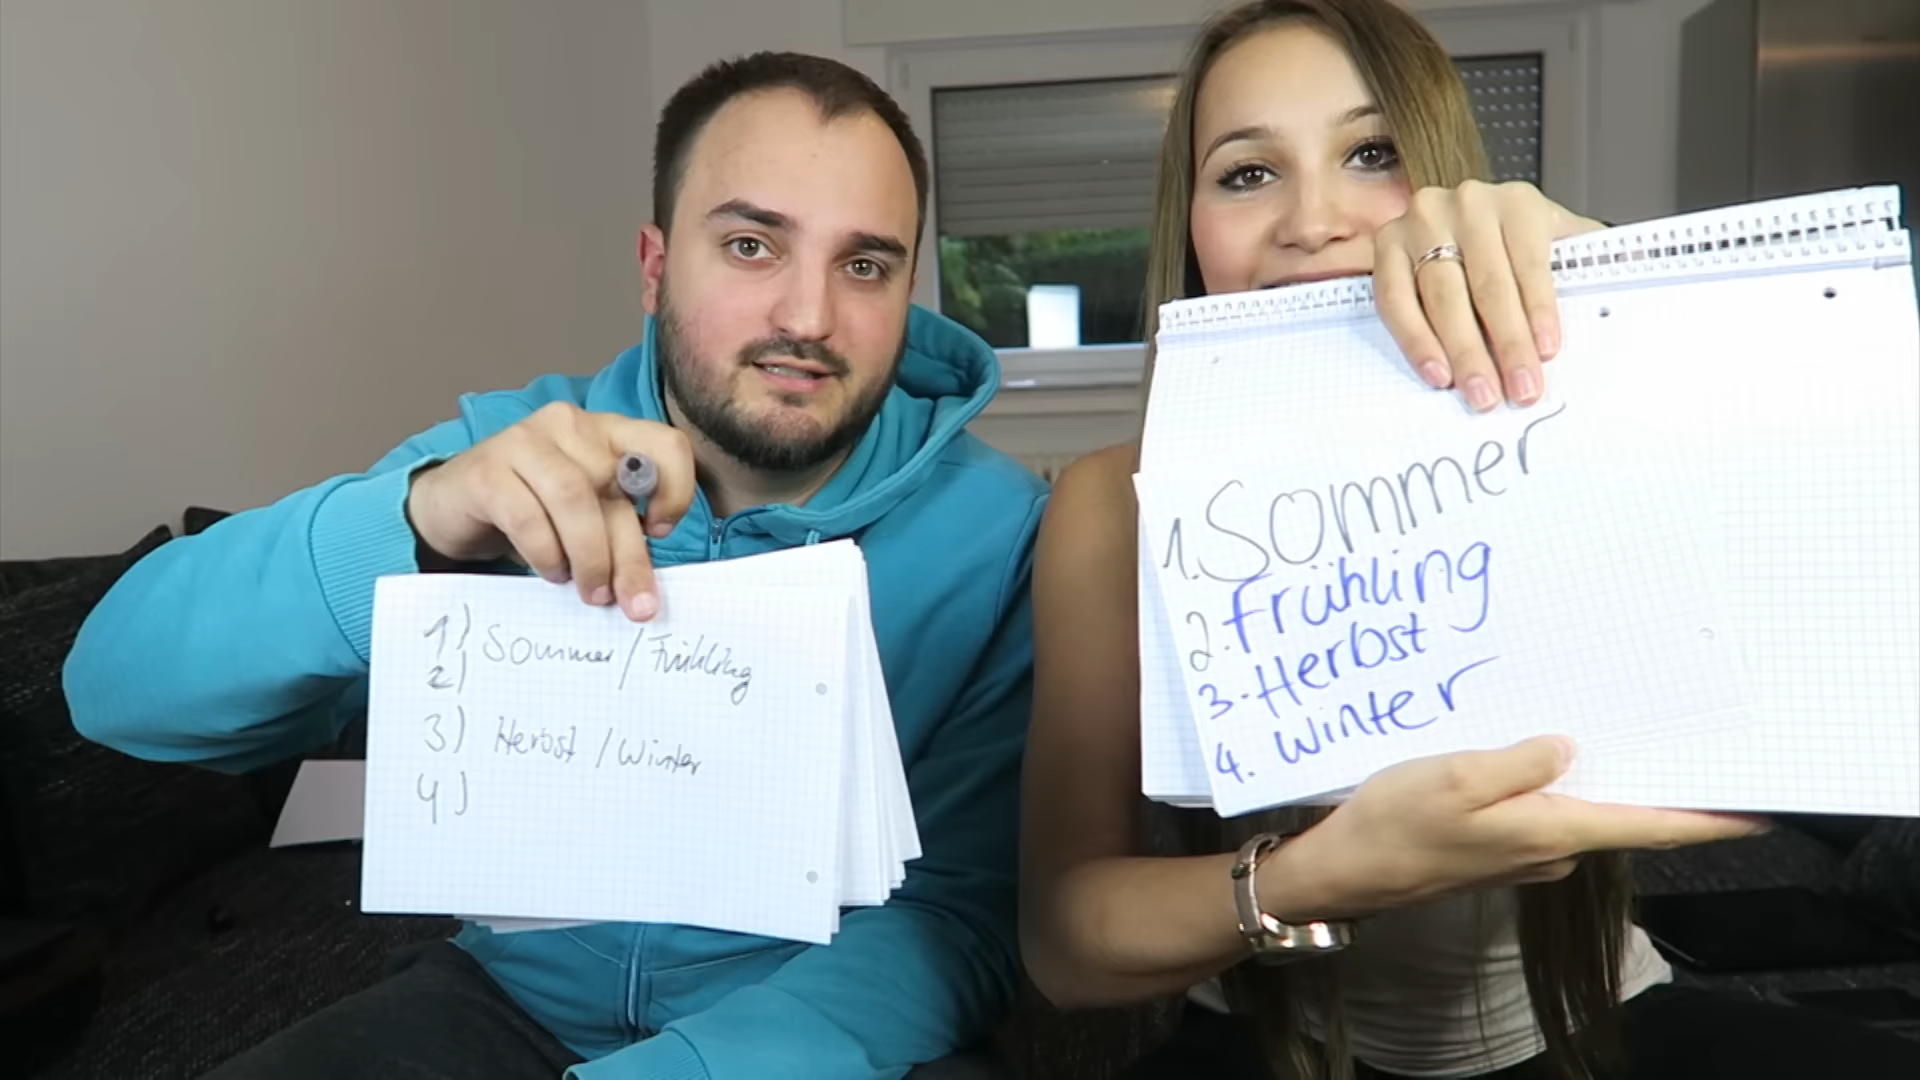 1) Sommer / Frühling
2)
3) Herbst / Winter
4)
1. Sommer
2. Frühling
3. Herbst
4. Winter